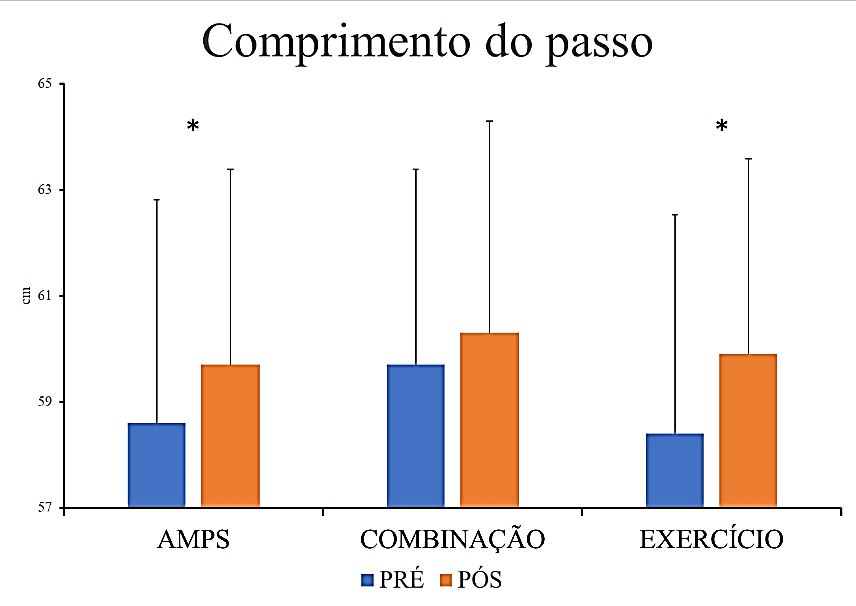 Comprimento do passo
65
*
*
63
cm
61
59
57
AMPS
COMBINAÇÃO
EXERCÍCIO
PRÉ
PÓS